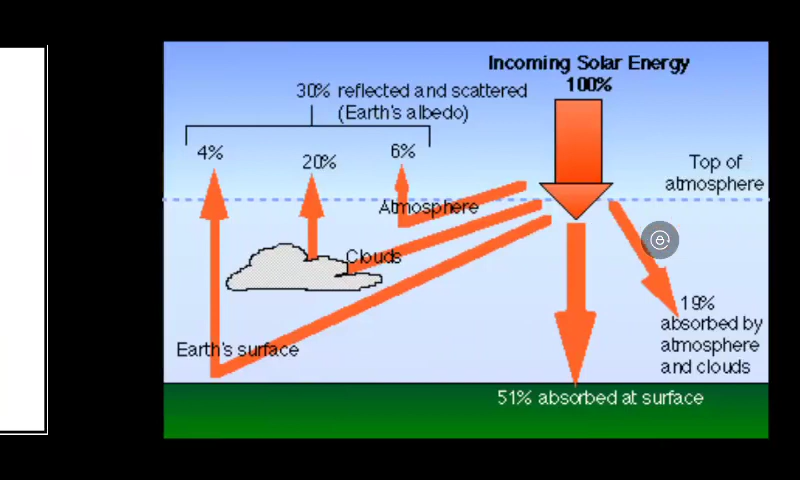 Incoming Solar Energy
100%
30% reflected and scattered
(Earth's albedo)
4%
20%
6%
Top of
atmosphere
Atmosphere
Clouds
19%
absorbed by
atmosphere
and clouds
Earth's surface
51% absorbed at surface